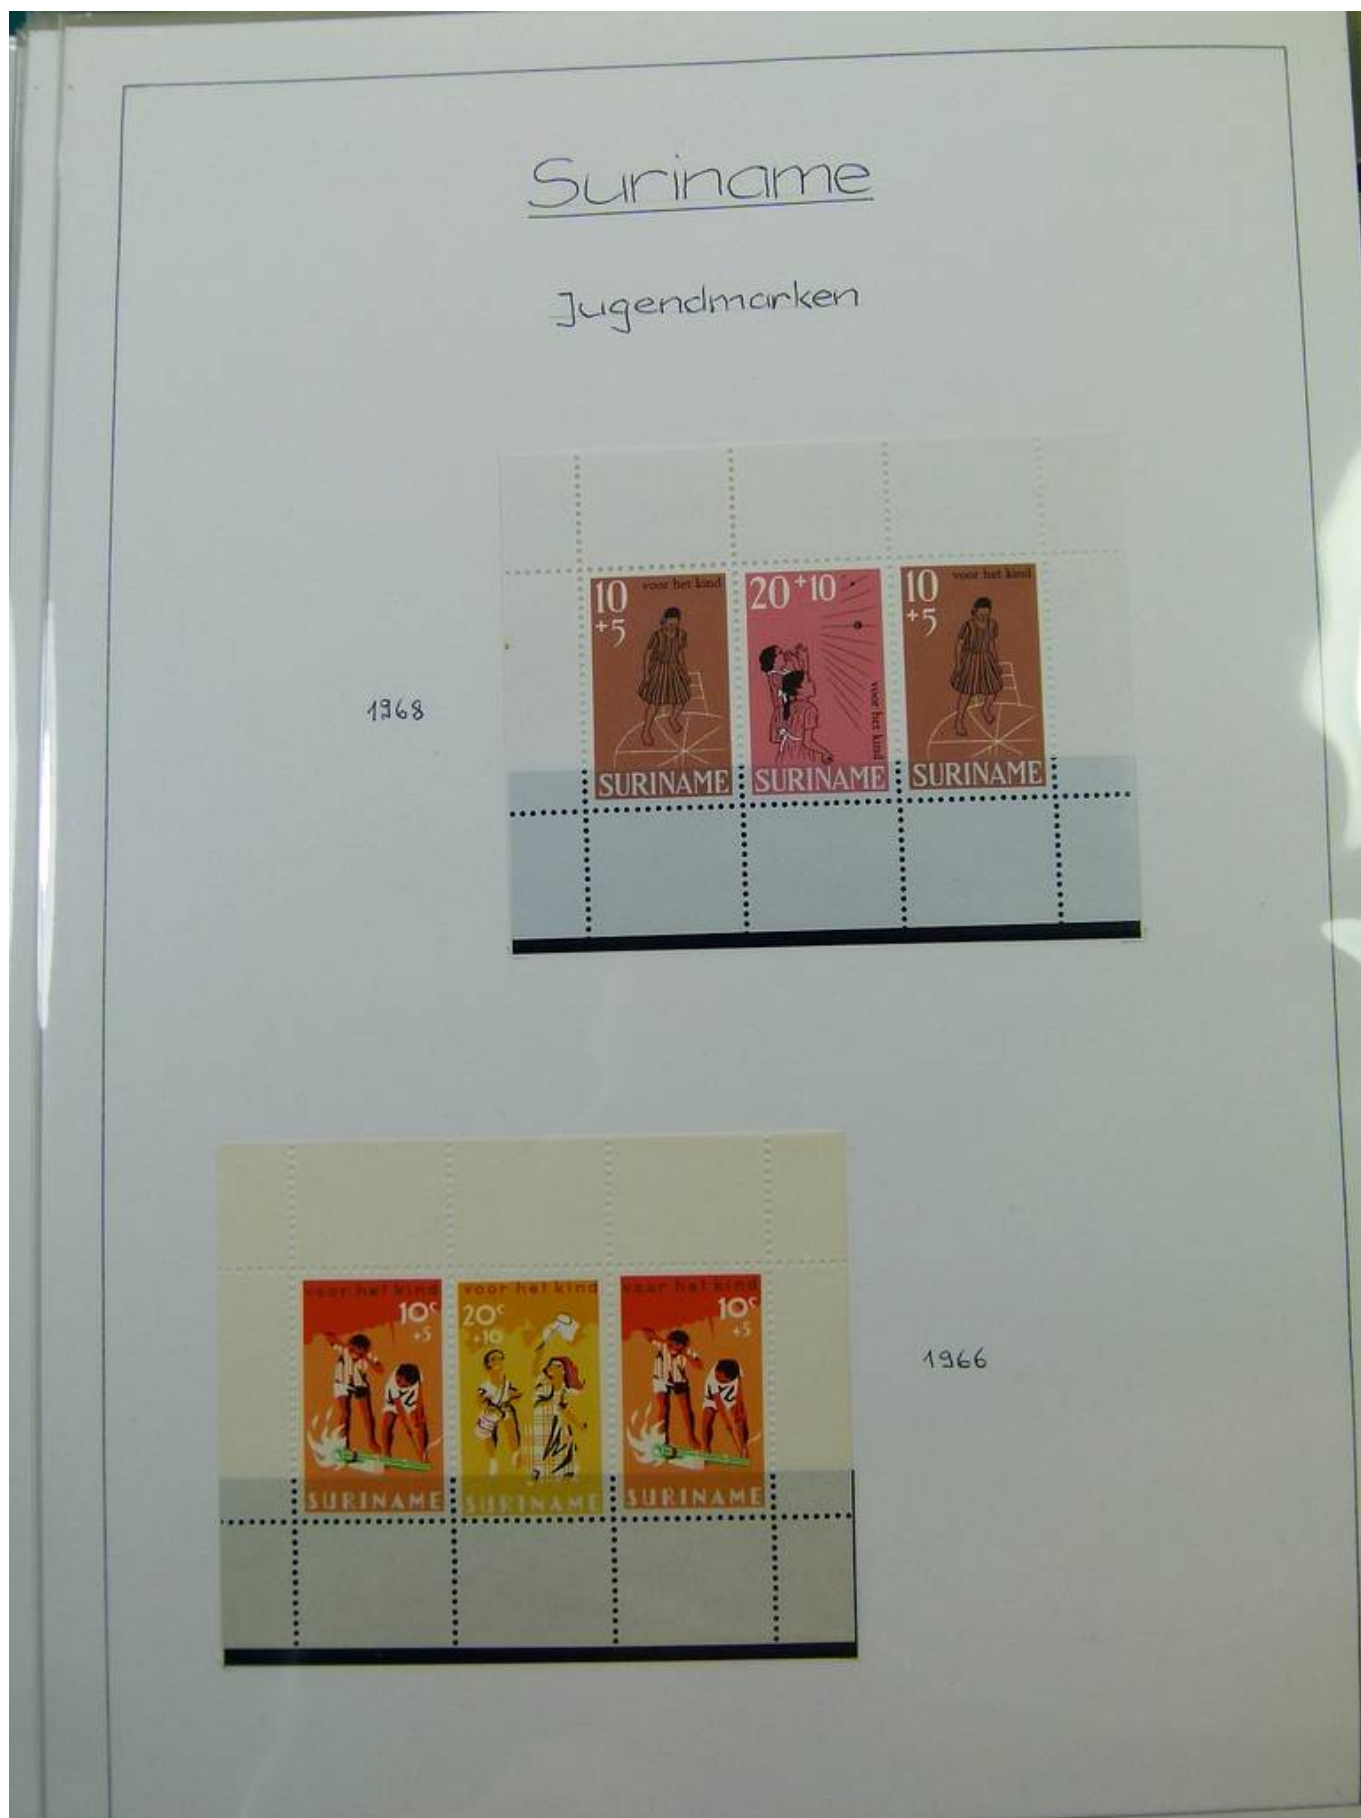 Suriname
Jugendmarken
10 voor het kind
+5
SURINAME
20+10
voor het kind
SURINAME
10 voor het kind
+5
SURINAME
1968
voor het kind
10c
+5
SURINAME
voor het kind
20c
+10
SURINAME
voor het kind
10c
+5
SURINAME
1966